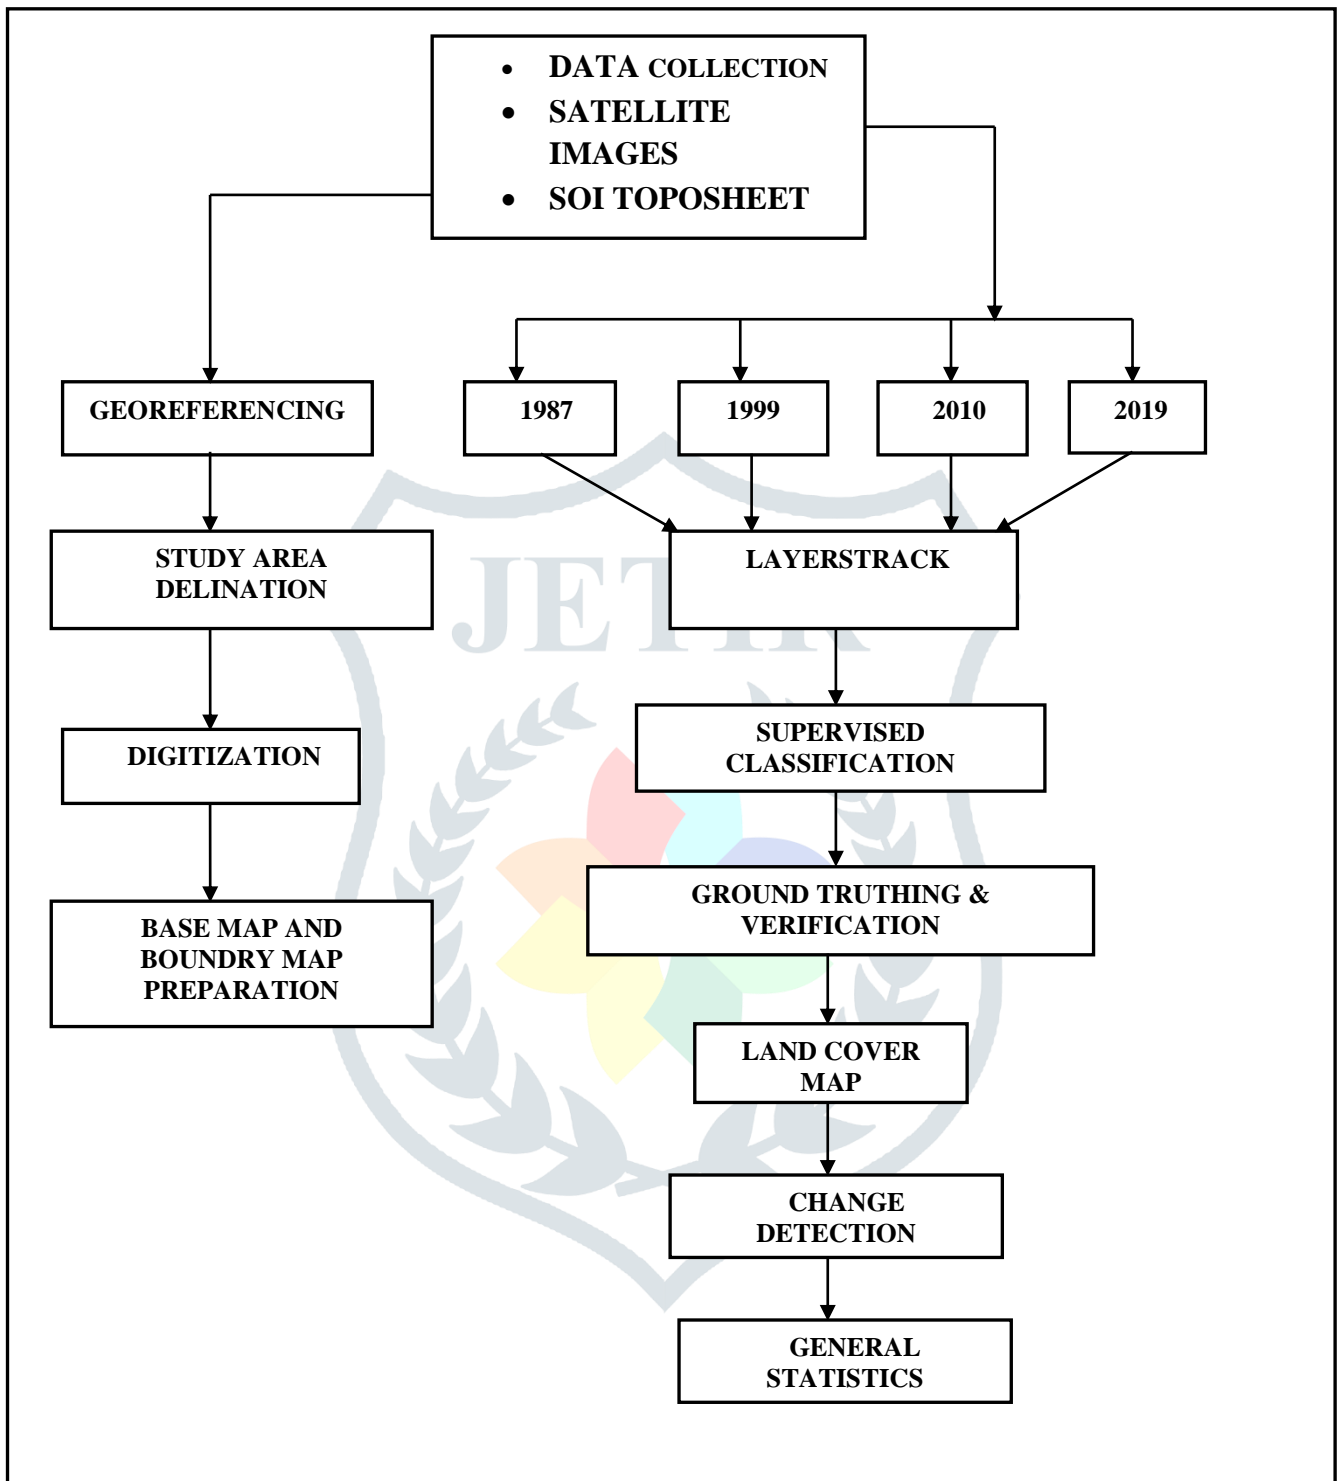 • DATA COLLECTION
• SATELLITE
IMAGES
• SOI TOPOSHEET
GEOREFERENCING
1987
1999
2010
2019
STUDY AREA
DELINATION
LAYERSTRACK
JETIR
DIGITIZATION
SUPERVISED
CLASSIFICATION
GROUND TRUTHING &
VERIFICATION
BASE MAP AND
BOUNDRY MAP
PREPARATION
LAND COVER
MAP
CHANGE
DETECTION
GENERAL
STATISTICS